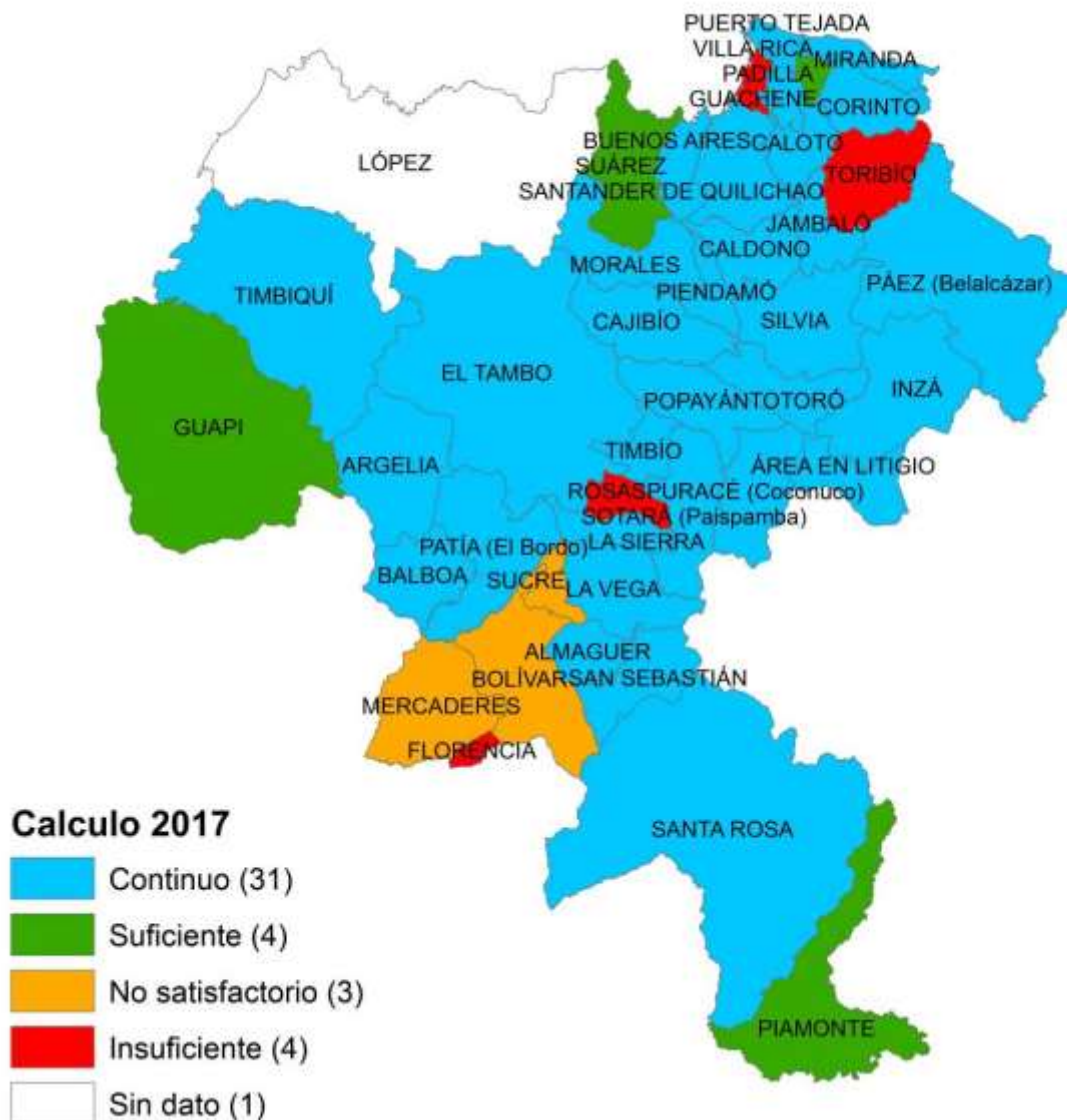 PUERTO TEJADA
VILLA RICA
MIRANDA
PADILLA
GUACHENE
CORINTO
BUENOS AIRES
CALOTO
LÓPEZ
SUÁREZ
TORIBÍO
SANTANDER DE QUILICHAO
JAMBALÓ
CALDONO
MORALES
PÁEZ (Belalcázar)
TIMBIQUÍ
PIENDAMÓ
CAJIBÍO
SILVIA
EL TAMBO
INZÁ
POPAYÁN
TOTORÓ
GUAPI
TIMBÍO
ARGELIA
ÁREA EN LITIGIO
ROSAS
PURACÉ (Coconuco)
SOTARA (Paispamba)
LA SIERRA
PATÍA (El Bordo)
BALBOA
SUCRE
LA VEGA
ALMAGUER
BOLÍVAR
SAN SEBASTIÁN
MERCADERES
FLORENCIA
SANTA ROSA
PIAMONTE
Calculo 2017
Continuo (31)
Suficiente (4)
No satisfactorio (3)
Insuficiente (4)
Sin dato (1)